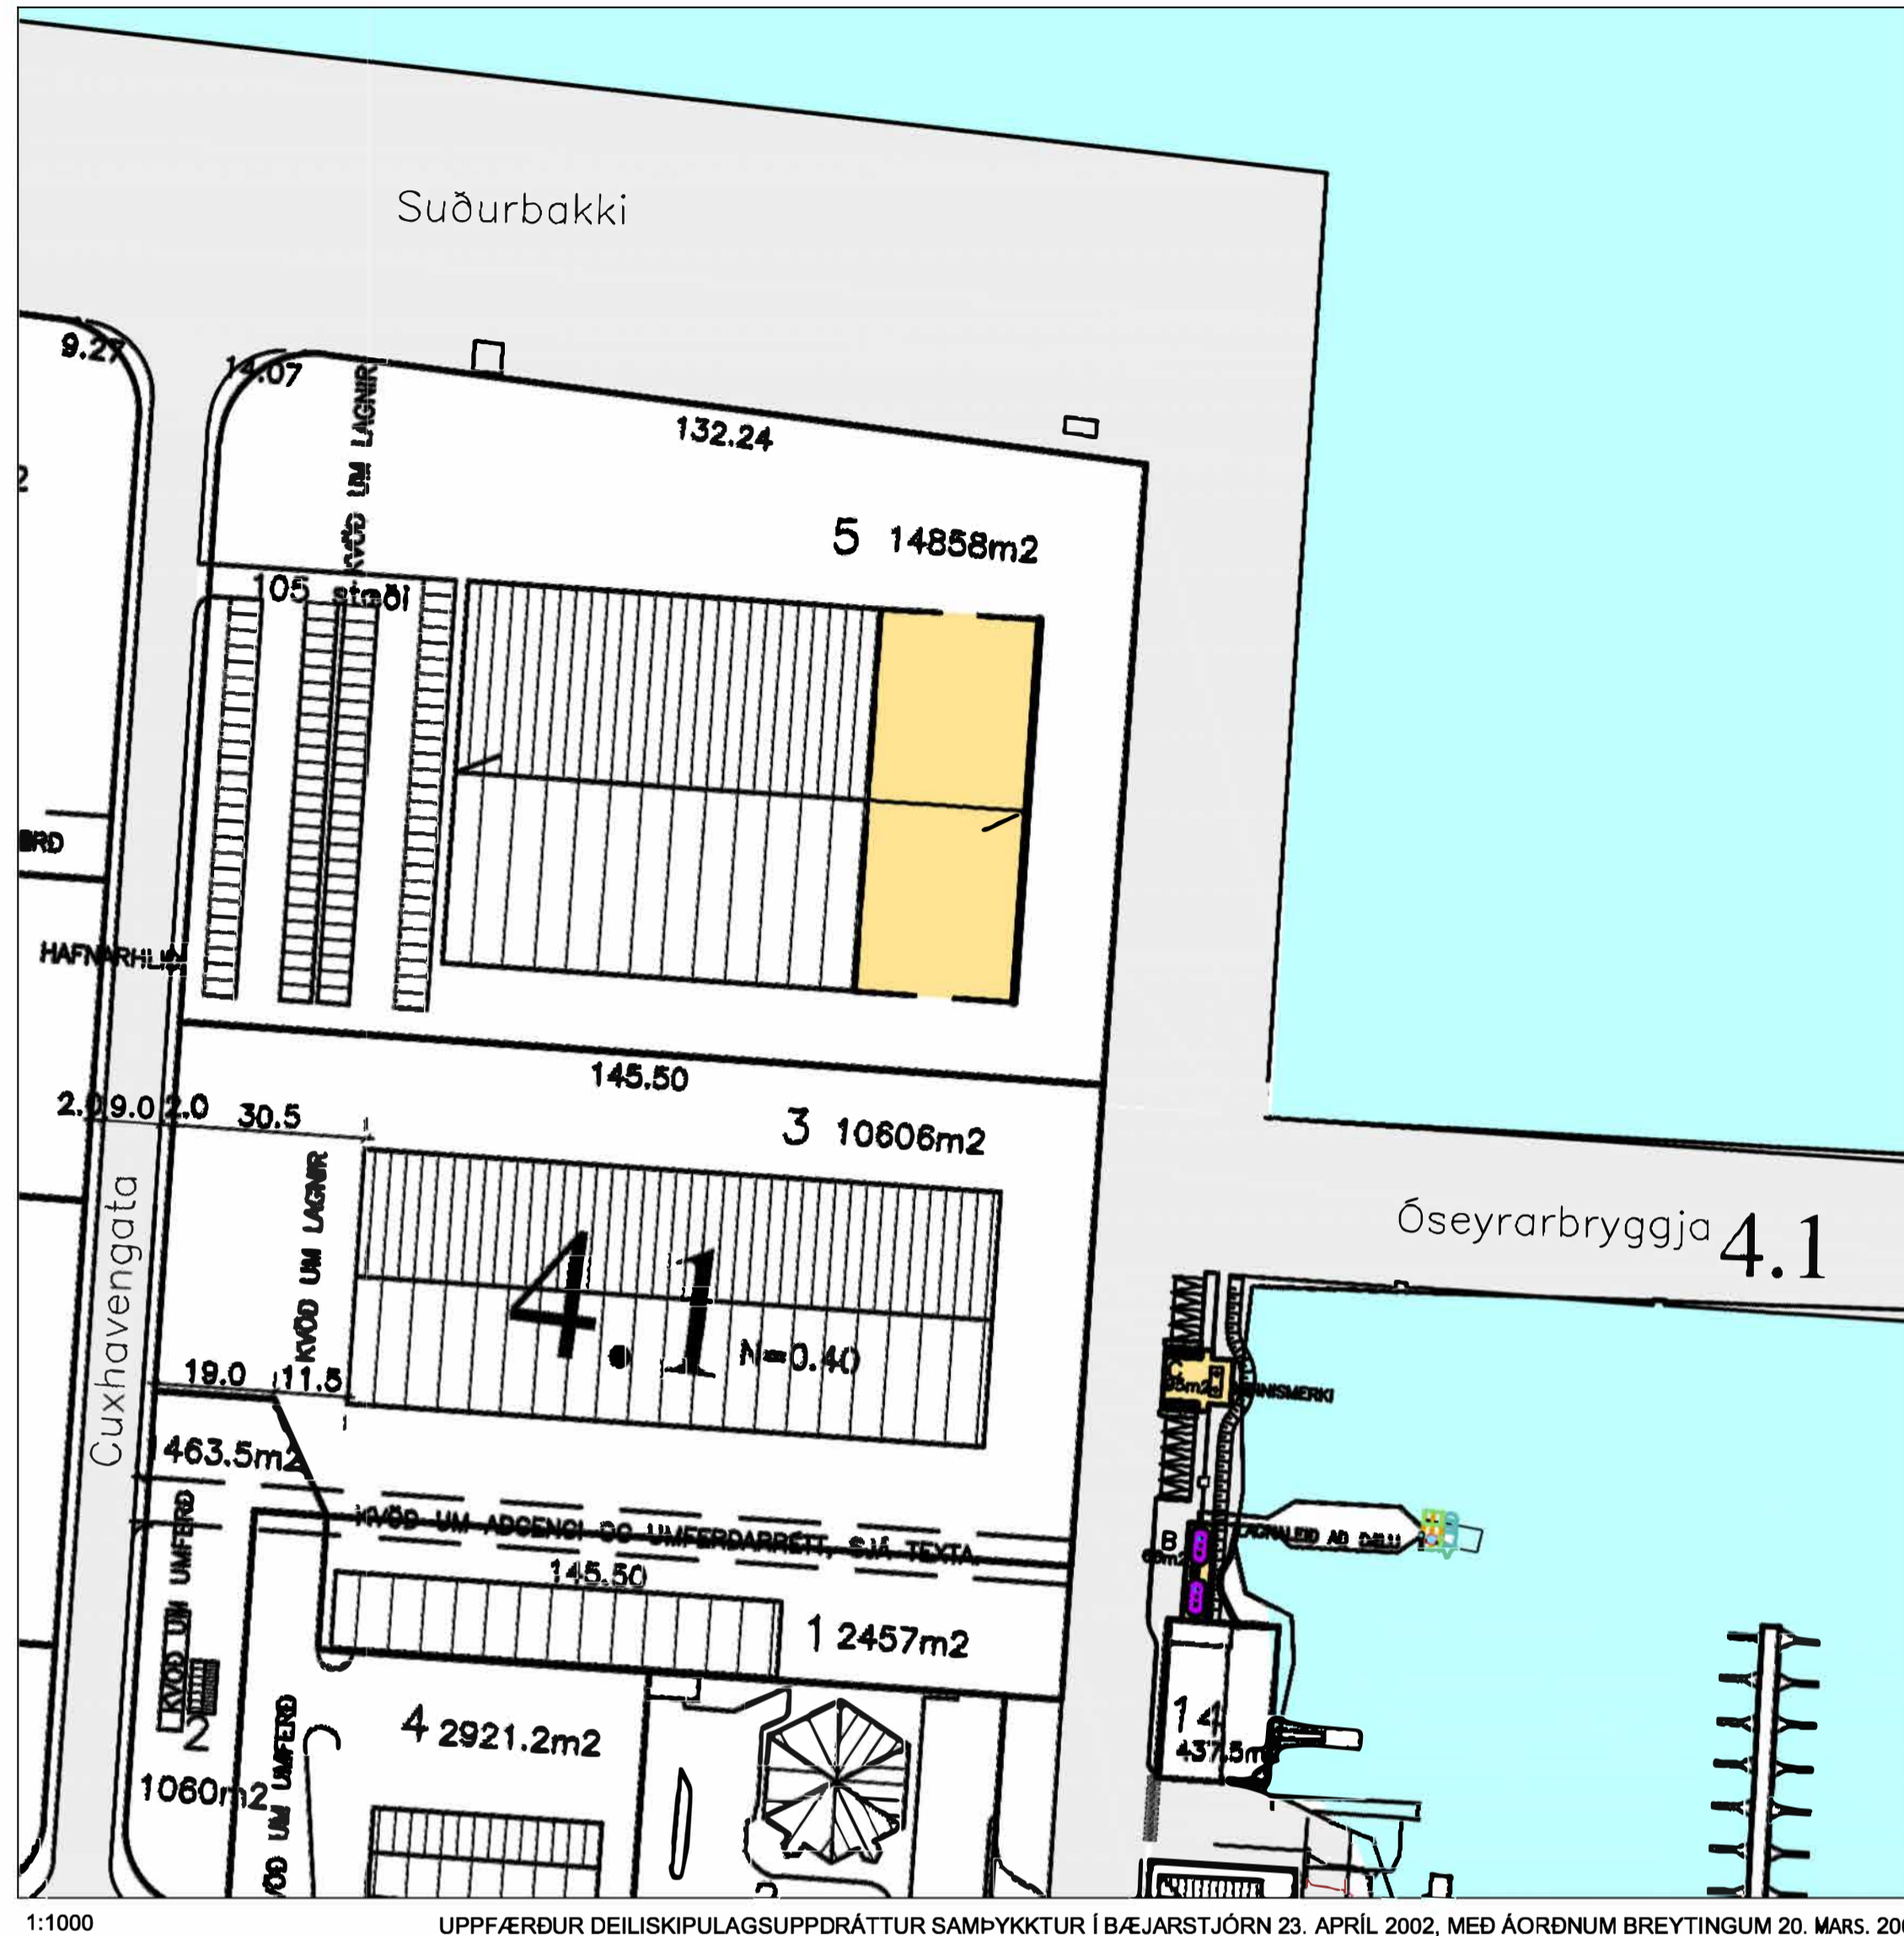 Suðurbakki
9.27
14.07
KVÖÐ UM LAGNIR
132.24
5 14858m2
105 stæði
HAFNARHLIÐ
145.50
2.0 9.0 2.0 30.5
3 10606m2
KVÖÐ UM LAGNIR
Cuxhavengata
Óseyrarbryggja 4.1
4.1 N=0.40
19.0 11.5
463.5m2
KVÖÐ UM UMFERÐ
KVÖÐ UM AÐGENGI OG UMFERÐARRÉTT, SJÁ TEXTA.
145.50
1 2457m2
C
B
LAGNALEIÐ AÐ DÆLU
14
437.5m
2
1060m2
4 2921.2m2
1:1000
UPPFÆRÐUR DEILISKIPULAGSUPPDRÁTTUR SAMÞYKKTUR Í BÆJARSTJÓRN 23. APRÍL 2002, MEÐ ÁORÐNUM BREYTINGUM 20. MARS. 20